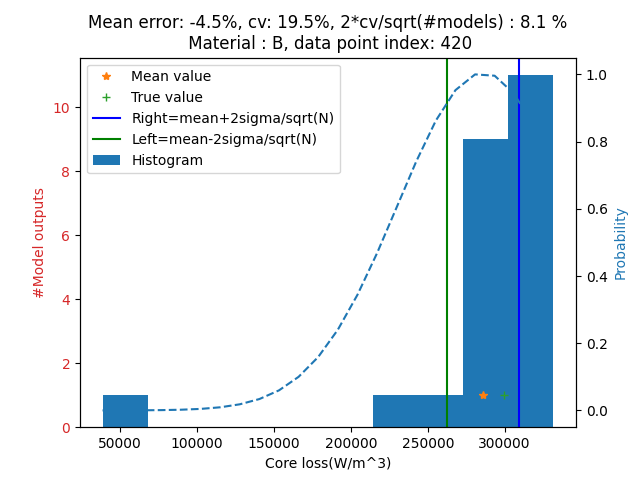 Mean error: -4.5%, cv: 19.5%, 2*cv/sqrt(#models) : 8.1 %
Material : B, data point index: 420
Mean value
True value
Right=mean+2sigma/sqrt(N)
Left=mean-2sigma/sqrt(N)
Histogram
#Model outputs
10
8
6
4
2
0
1.0
0.8
0.6
0.4
0.2
0.0
Probability
50000 100000 150000 200000 250000 300000
Core loss(W/m^3)